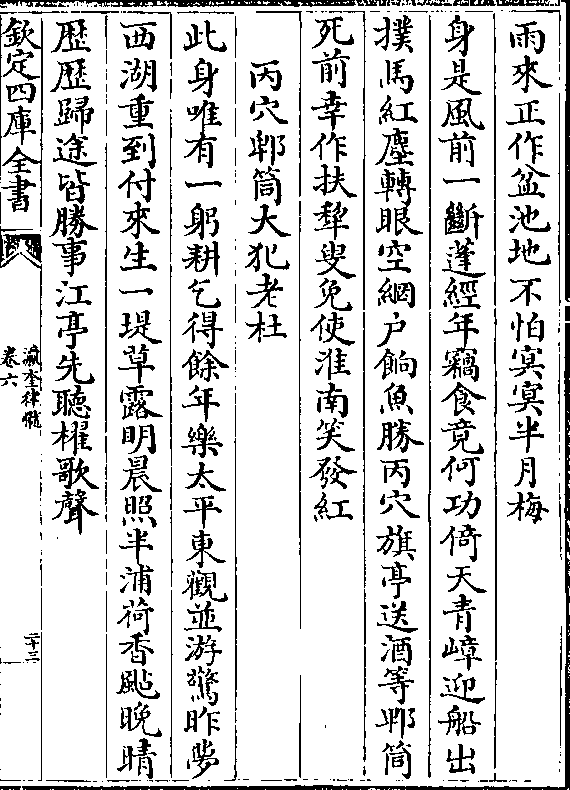 雨來正作盆池地不怕㝠㝠半月梅
身是風前一斷蓬經年竊食竟何功倚天青嶂迎船出
撲馬紅塵轉眼空網户餉魚勝丙穴旗亭送酒等郫筒
死前幸作扶犁叟免使淮南笑發紅
丙穴郫筒大犯老杜
此身唯有一躬耕乞得餘年樂太平東觀並游驚昨夢
西湖重到付來生一堤草露明晨照半浦荷香颭晚晴
歴歴歸途皆勝事江亭先聽櫂歌聲
欽定四庫全書
瀛奎律髓
卷六
二十三